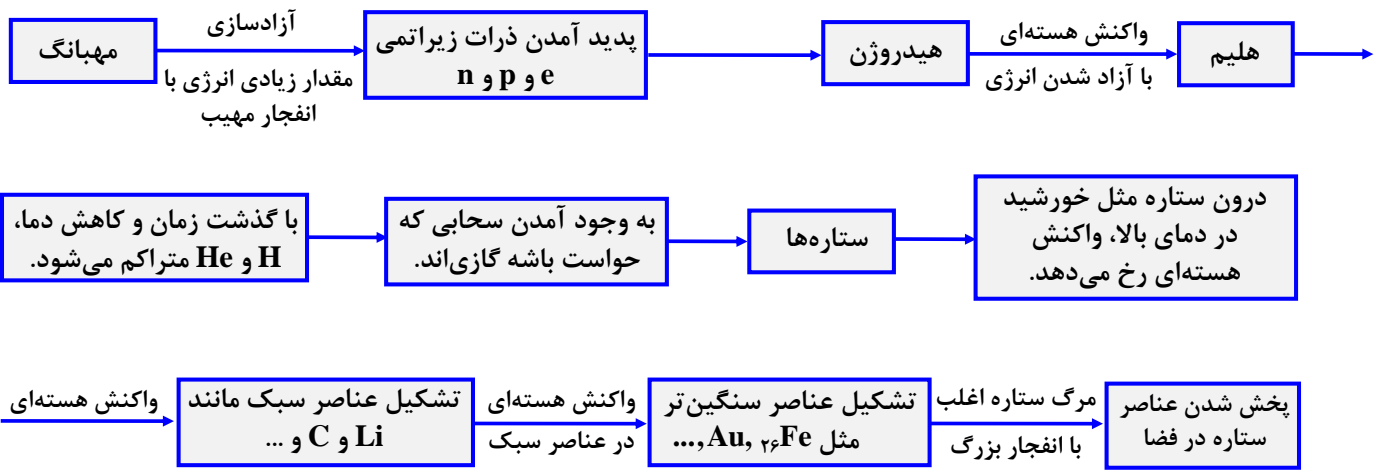 مهبانگ
آزادسازی
مقدار زیادی انرژی با
انفجار مهیب
پدید آمدن ذرات زیراتمی
e و p و n
هیدروژن
واکنش هسته‌ای
با آزاد شدن انرژی
هلیم
با گذشت زمان و کاهش دما،
H و He متراکم می‌شود.
به وجود آمدن سحابی که
حواست باشه گازی‌اند.
ستاره‌ها
درون ستاره مثل خورشید
در دمای بالا، واکنش
هسته‌ای رخ می‌دهد.
واکنش هسته‌ای
تشکیل عناصر سبک مانند
Li و C و ...
واکنش هسته‌ای
در عناصر سبک
تشکیل عناصر سنگین‌تر
مثل ₂₆Fe ,Au,...
مرگ ستاره اغلب
با انفجار بزرگ
پخش شدن عناصر
ستاره در فضا